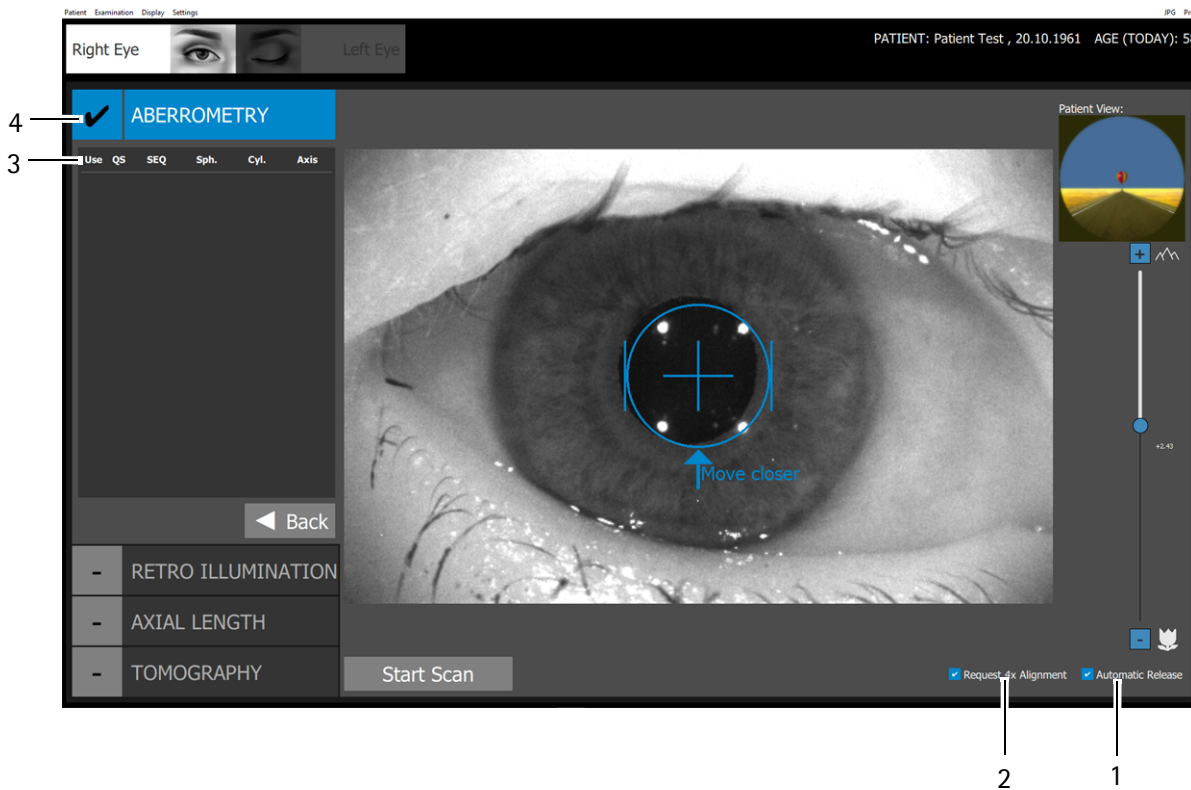 Patient Examination Display Settings JPG
Right Eye Left Eye PATIENT: Patient Test , 20.10.1961 AGE (TODAY): 58
4 ABERROMETRY
Patient View:
3 Use QS SEQ Sph. Cyl. Axis
+
+2.43
Move closer
Back
- RETRO ILLUMINATION
- AXIAL LENGTH
-
- TOMOGRAPHY
Start Scan
Request 4x Alignment Automatic Release
2 1